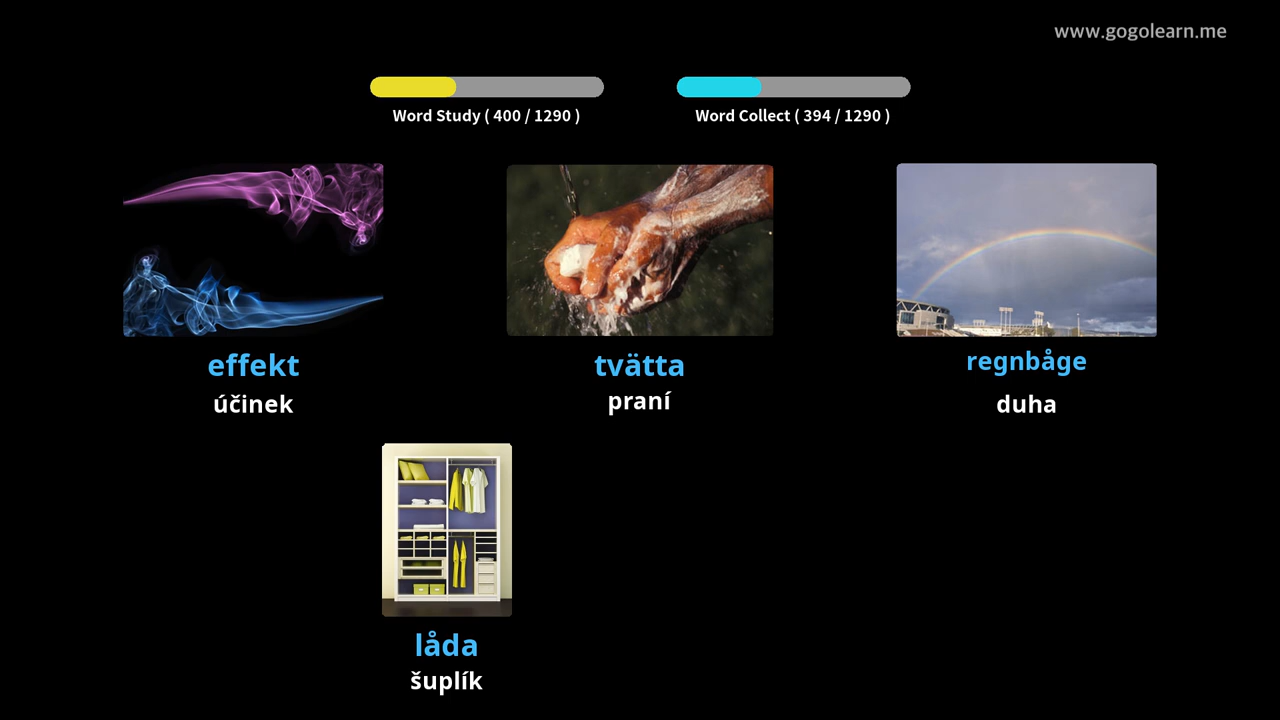 www.gogolearn.me
Word Study ( 400 / 1290 )
Word Collect ( 394 / 1290 )
effekt
tvätta
regnbåge
účinek
praní
duha
låda
šuplík